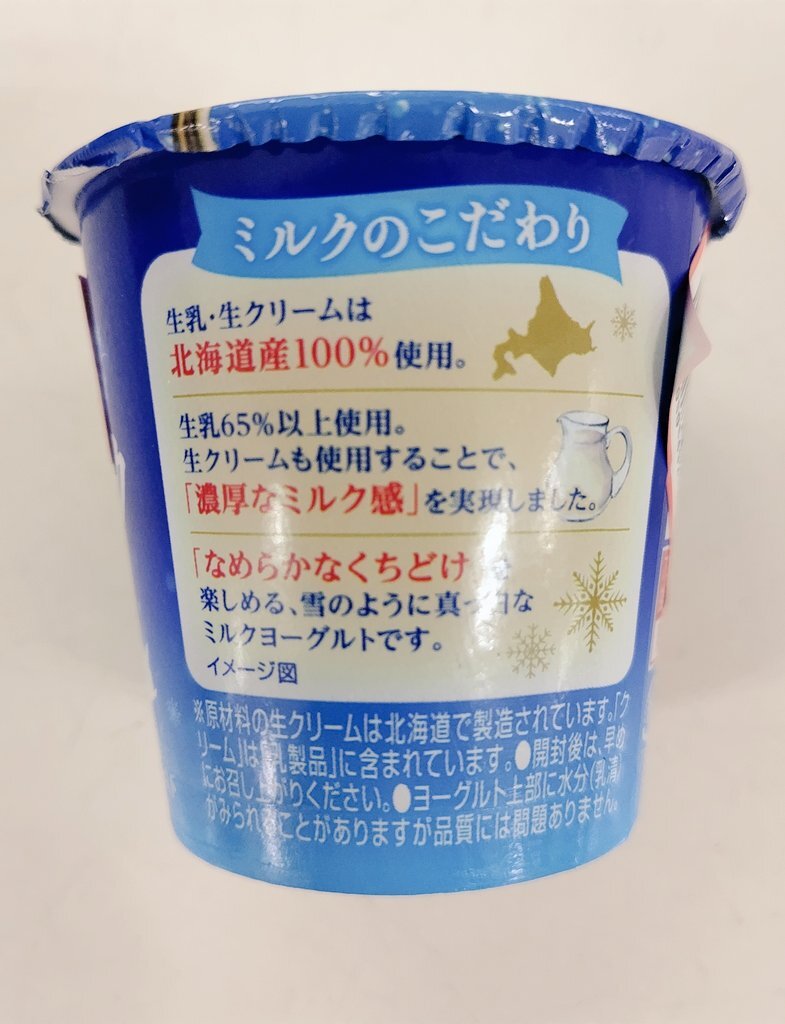 ミルクのこだわり
生乳・生クリームは
北海道産100%使用。
生乳65%以上使用。
生クリームも使用することで、
「濃厚なミルク感」を実現しました。
「なめらかなくちどけ
楽しめる、雪のように真っ白な
ミルクヨーグルトです。
イメージ図
※原材料の生クリームは北海道で製造されています。「ク
リーム」は「乳製品」に含まれています。●開封後は、早め
にお召し上がりください。●ヨーグルト上部に水分(乳清)
がみられることがありますが品質には問題ありません。